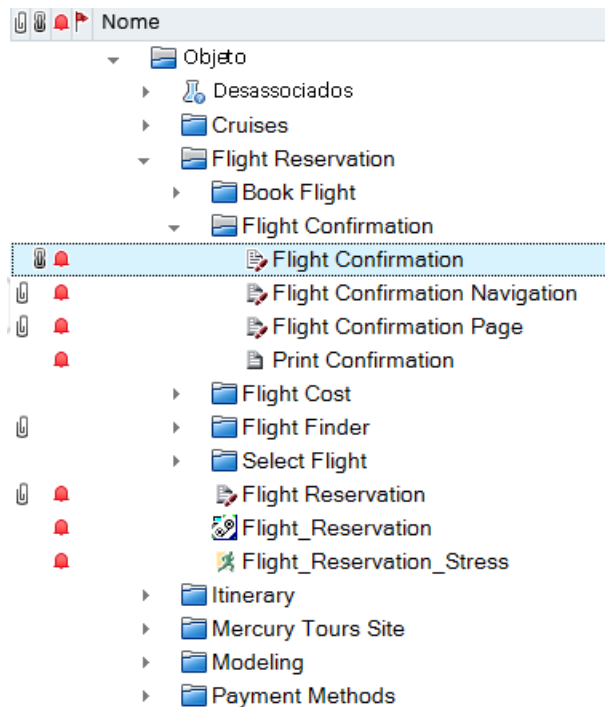 Nome
Objeto
Desassociados
Cruises
Flight Reservation
Book Flight
Flight Confirmation
Flight Confirmation
Flight Confirmation Navigation
Flight Confirmation Page
Print Confirmation
Flight Cost
Flight Finder
Select Flight
Flight Reservation
Flight_Reservation
Flight_Reservation_Stress
Itinerary
Mercury Tours Site
Modeling
Payment Methods